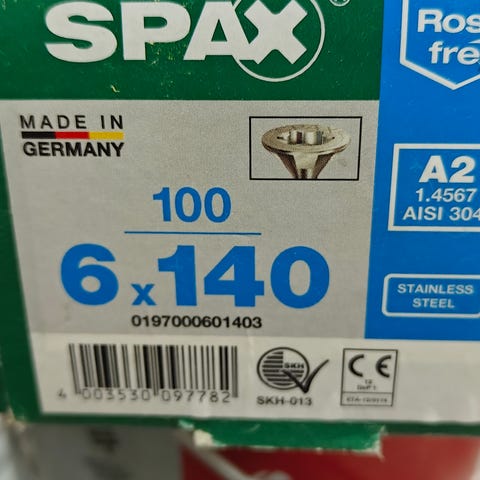 SPAX
®
Ros
fre
MADE IN
GERMANY
A2
1.4567
AISI 304
100
6 x 140
STAINLESS
STEEL
0197000601403
4 003530 097782
SKH
SKH-013
CE